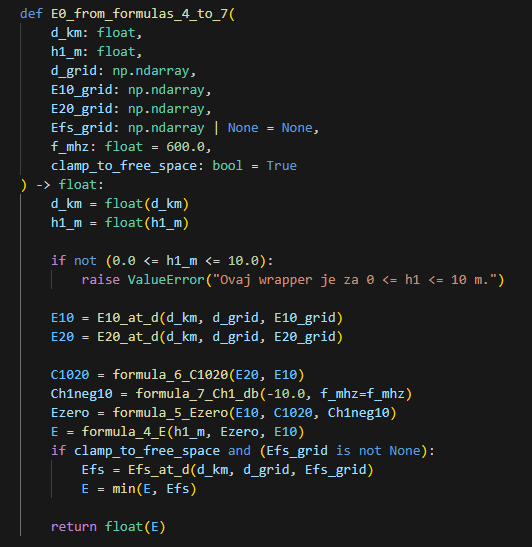 def E0_from_formulas_4_to_7(
    d_km: float,
    h1_m: float,
    d_grid: np.ndarray,
    E10_grid: np.ndarray,
    E20_grid: np.ndarray,
    Efs_grid: np.ndarray | None = None,
    f_mhz: float = 600.0,
    clamp_to_free_space: bool = True
) -> float:
    d_km = float(d_km)
    h1_m = float(h1_m)

    if not (0.0 <= h1_m <= 10.0):
        raise ValueError("Ovaj wrapper je za 0 <= h1 <= 10 m.")

    E10 = E10_at_d(d_km, d_grid, E10_grid)
    E20 = E20_at_d(d_km, d_grid, E20_grid)

    C1020 = formula_6_C1020(E20, E10)
    Ch1neg10 = formula_7_Ch1_db(-10.0, f_mhz=f_mhz)
    Ezero = formula_5_Ezero(E10, C1020, Ch1neg10)
    E = formula_4_E(h1_m, Ezero, E10)
    if clamp_to_free_space and (Efs_grid is not None):
        Efs = Efs_at_d(d_km, d_grid, Efs_grid)
        E = min(E, Efs)

    return float(E)